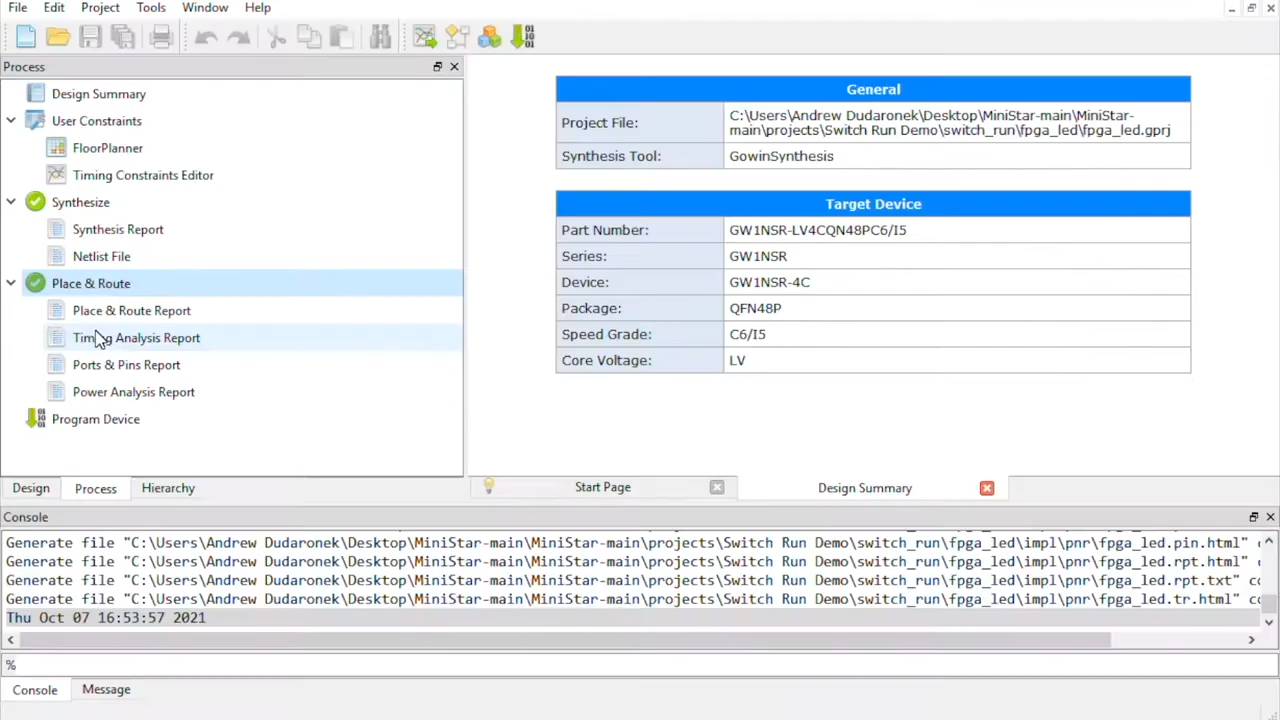 File Edit Project Tools Window Help
Process
Design Summary
User Constraints
FloorPlanner
Timing Constraints Editor
Synthesize
Synthesis Report
Netlist File
Place & Route
Place & Route Report
Timing Analysis Report
Ports & Pins Report
Power Analysis Report
Program Device
Design Process Hierarchy
General
Project File: C:\Users\Andrew Dudaronek\Desktop\MiniStar-main\MiniStar-
main\projects\Switch Run Demo\switch_run\fpga_led\fpga_led.gprj
Synthesis Tool: GowinSynthesis
Target Device
Part Number: GW1NSR-LV4CQN48PC6/I5
Series: GW1NSR
Device: GW1NSR-4C
Package: QFN48P
Speed Grade: C6/I5
Core Voltage: LV
Start Page Design Summary
Console
Generate file "C:\Users\Andrew Dudaronek\Desktop\MiniStar-main\MiniStar-main\projects\Switch Run Demo\switch_run\fpga_led\impl\pnr\fpga_led.pin.html" c
Generate file "C:\Users\Andrew Dudaronek\Desktop\MiniStar-main\MiniStar-main\projects\Switch Run Demo\switch_run\fpga_led\impl\pnr\fpga_led.rpt.html" c
Generate file "C:\Users\Andrew Dudaronek\Desktop\MiniStar-main\MiniStar-main\projects\Switch Run Demo\switch_run\fpga_led\impl\pnr\fpga_led.rpt.txt" co
Generate file "C:\Users\Andrew Dudaronek\Desktop\MiniStar-main\MiniStar-main\projects\Switch Run Demo\switch_run\fpga_led\impl\pnr\fpga_led.tr.html" co
Thu Oct 07 16:53:57 2021
%
Console Message